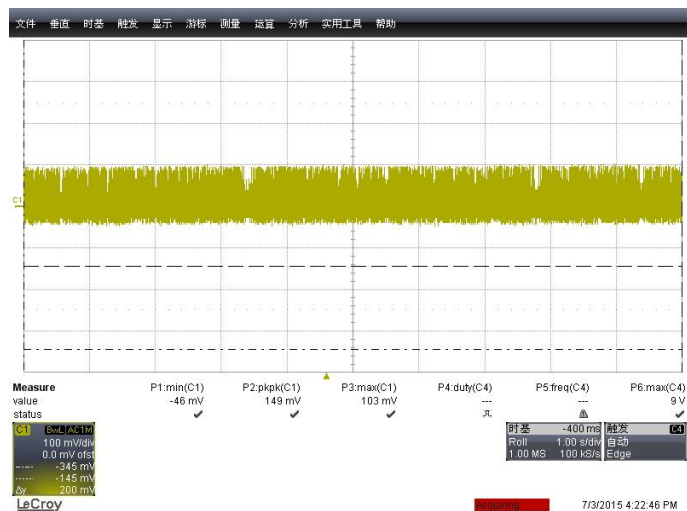 文件 垂直 时基 触发 显示 游标 测量 运算 分析 实用工具 帮助
C1
Measure P1:min(C1) P2:pkpk(C1) P3:max(C1) P4:duty(C4) P5:freq(C4) P6:max(C4)
value -46 mV 149 mV 103 mV --- --- 9 V
status
C1 BwL AC1M
100 mV/div
0.0 mV ofst
-345 mV
-145 mV
Δy 200 mV
时基 -400 ms
Roll 1.00 s/div
1.00 MS 100 kS/s
触发 C4
自动
Edge
LeCroy
Acquiring
7/3/2015 4:22:46 PM